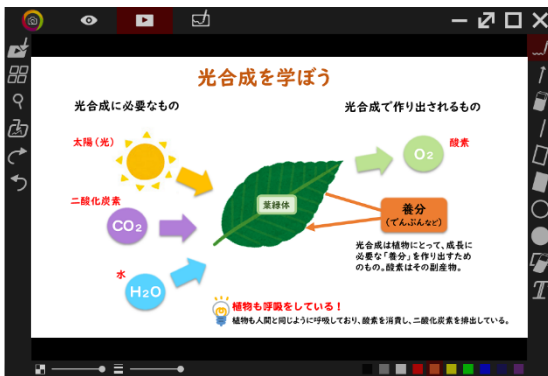 光合成を学ぼう
光合成に必要なもの
光合成で作り出されるもの
太陽(光)
酸素
O2
葉緑体
二酸化炭素
CO2
養分
(でんぷんなど)
光合成は植物にとって、成長に
必要な「養分」を作り出すため
のもの。酸素はその副産物。
水
H2O
植物も呼吸をしている!
植物も人間と同じように呼吸しており、酸素を消費し、二酸化炭素を排出している。
T